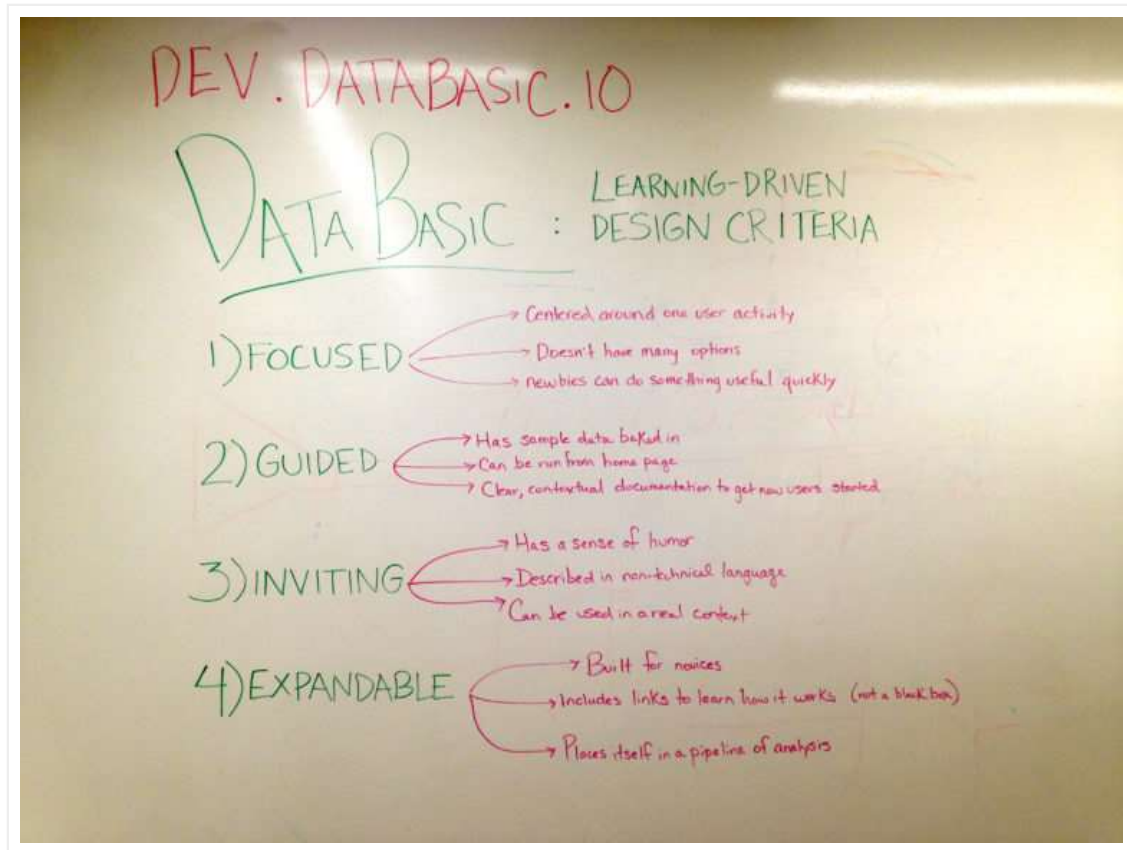 DEV.DATABASIC.IO
DATABASIC : LEARNING-DRIVEN
DESIGN CRITERIA
1) FOCUSED
→ Centered around one user activity
→ Doesn't have many options
→ newbies can do something useful quickly
2) GUIDED
→ Has sample data baked in
→ Can be run from home page
→ Clear, contextual documentation to get new users started
3) INVITING
→ Has a sense of humor
→ Described in non-technical language
→ Can be used in a real context
4) EXPANDABLE
→ Built for novices
→ Includes links to learn how it works (not a black box)
→ Places itself in a pipeline of analysis